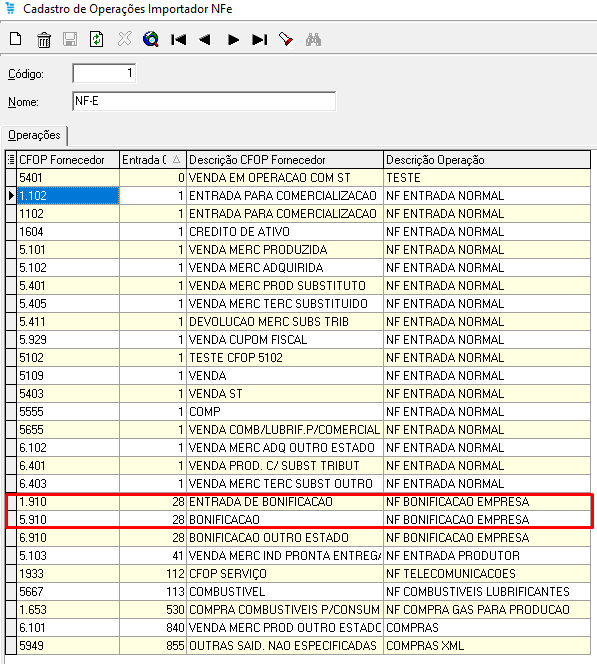 Cadastro de Operações Importador NFe
Código: 1
Nome: NF-E
Operações
CFOP Fornecedor Entrada C Descrição CFOP Fornecedor Descrição Operação
5401 0 VENDA EM OPERACAO COM ST TESTE
1.102 1 ENTRADA PARA COMERCIALIZACAO NF ENTRADA NORMAL
1102 1 ENTRADA PARA COMERCIALIZACAO NF ENTRADA NORMAL
1604 1 CREDITO DE ATIVO NF ENTRADA NORMAL
5.101 1 VENDA MERC PRODUZIDA NF ENTRADA NORMAL
5.102 1 VENDA MERC ADQUIRIDA NF ENTRADA NORMAL
5.401 1 VENDA MERC PROD SUBSTITUTO NF ENTRADA NORMAL
5.405 1 VENDA MERC TERC SUBSTITUIDO NF ENTRADA NORMAL
5.411 1 DEVOLUCAO MERC SUBS TRIB NF ENTRADA NORMAL
5.929 1 VENDA CUPOM FISCAL NF ENTRADA NORMAL
5102 1 TESTE CFOP 5102 NF ENTRADA NORMAL
5109 1 VENDA NF ENTRADA NORMAL
5403 1 VENDA ST NF ENTRADA NORMAL
5555 1 COMP NF ENTRADA NORMAL
5655 1 VENDA COMB/LUBRIF.P/COMERCIAL NF ENTRADA NORMAL
6.102 1 VENDA MERC ADQ OUTRO ESTADO NF ENTRADA NORMAL
6.401 1 VENDA PROD. C/ SUBST TRIBUT NF ENTRADA NORMAL
6.403 1 VENDA MERC TERC SUBST OUTRO NF ENTRADA NORMAL
1.910 28 ENTRADA DE BONIFICACAO NF BONIFICACAO EMPRESA
5.910 28 BONIFICACAO NF BONIFICACAO EMPRESA
6.910 28 BONIFICACAO OUTRO ESTADO NF BONIFICACAO EMPRESA
5.103 41 VENDA MERC IND PRONTA ENTREGA NF ENTRADA PRODUTOR
1933 112 CFOP SERVIÇO NF TELECOMUNICACOES
5667 113 COMBUSTIVEL NF COMBUSTIVEIS LUBRIFICANTES
1.653 530 COMPRA COMBUSTIVEIS P/CONSUM NF COMPRA GAS PARA PRODUCAO
6.101 840 VENDA MERC PROD OUTRO ESTADO COMPRAS
5949 855 OUTRAS SAID. NAO ESPECIFICADAS COMPRAS XML